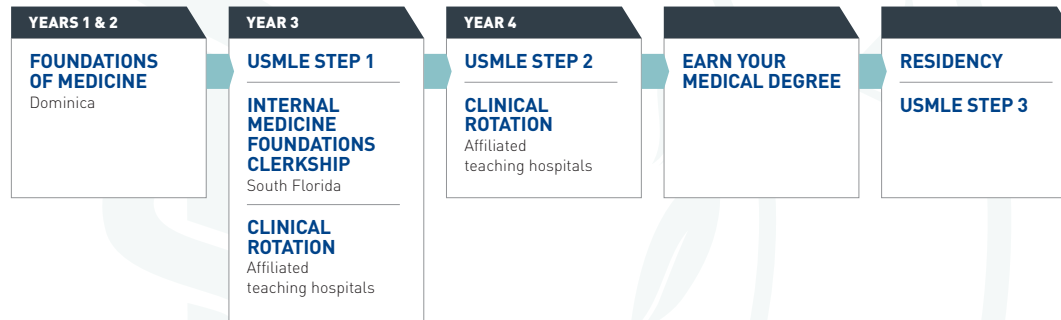 YEARS 1 & 2
FOUNDATIONS
OF MEDICINE
Dominica
YEAR 3
USMLE STEP 1
INTERNAL
MEDICINE
FOUNDATIONS
CLERKSHIP
South Florida
CLINICAL
ROTATION
Affiliated
teaching hospitals
YEAR 4
USMLE STEP 2
CLINICAL
ROTATION
Affiliated
teaching hospitals
EARN YOUR
MEDICAL DEGREE
RESIDENCY
USMLE STEP 3